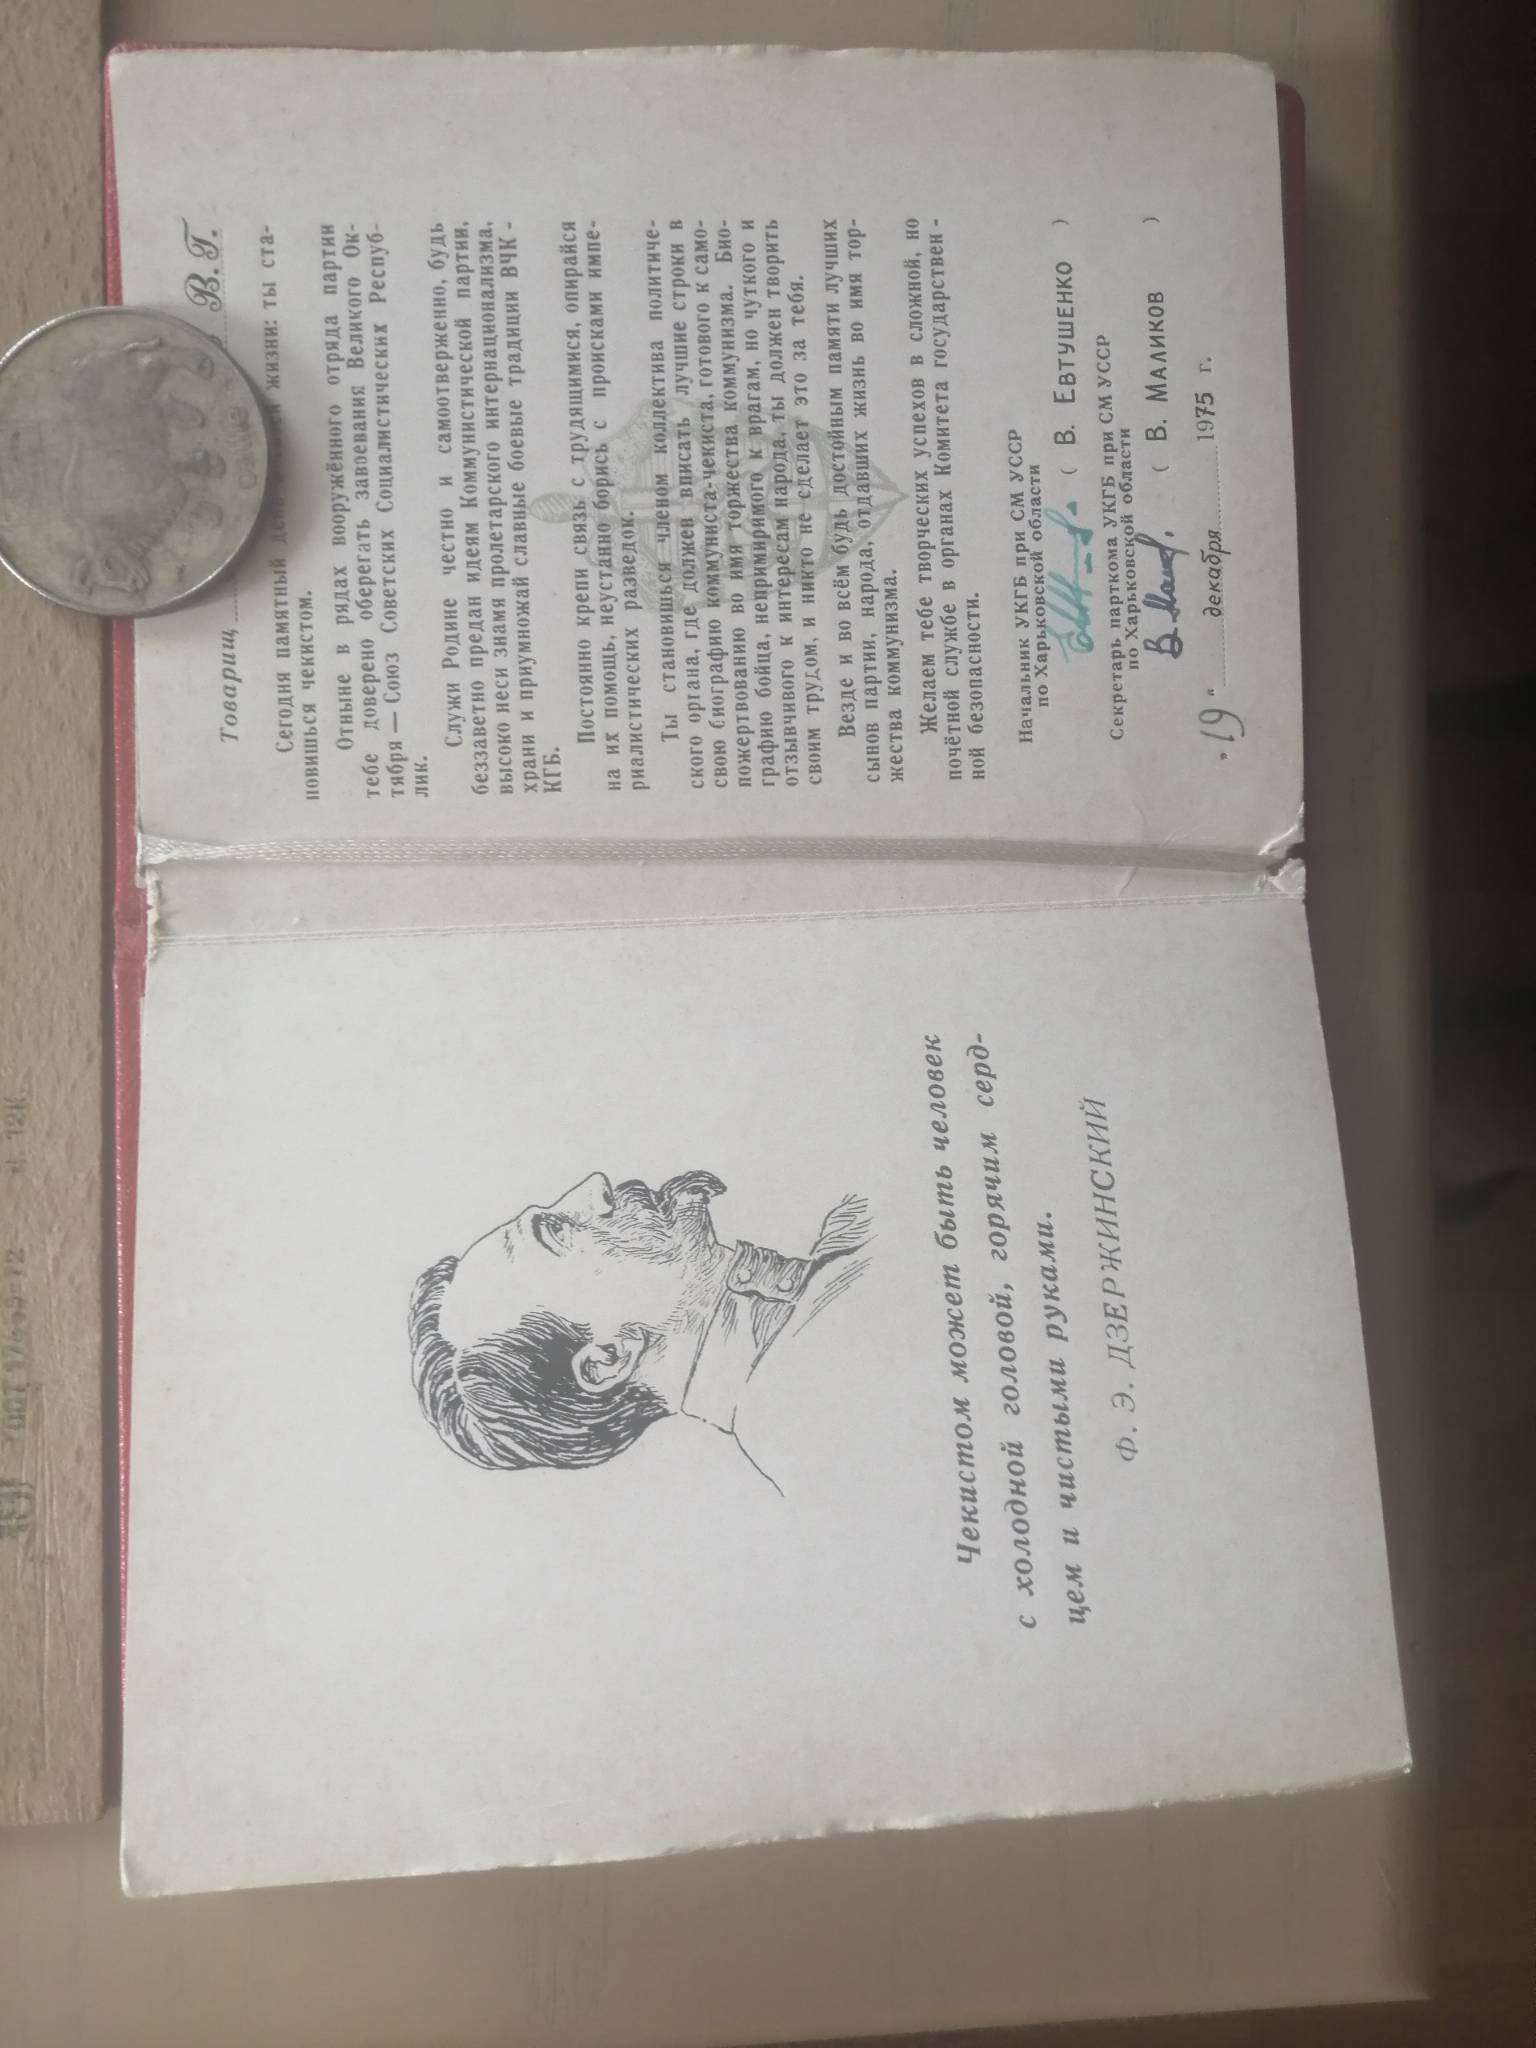 Чекистом может быть человек
с холодной головой, горячим серд-
цем и чистыми руками.
Ф. Э. ДЗЕРЖИНСКИЙ
Товарищ В. Г.
Сегодня памятный день жизни: ты ста-
новишься чекистом.
Отныне в рядах вооружённого отряда партии
тебе доверено оберегать завоевания Великого Ок-
тября — Союз Советских Социалистических Респуб-
лик.
Служи Родине честно и самоотверженно, будь
беззаветно предан идеям Коммунистической партии,
высоко неси знамя пролетарского интернационализма,
храни и приумножай славные боевые традиции ВЧК -
КГБ.
Постоянно крепи связь с трудящимися, опирайся
на их помощь, неустанно борись с происками импе-
риалистических разведок.
Ты становишься членом коллектива политиче-
ского органа, где должен вписать лучшие строки в
свою биографию коммуниста-чекиста, готового к само-
пожертвованию во имя торжества коммунизма. Био-
графию бойца, непримиримого к врагам, но чуткого и
отзывчивого к интересам народа, ты должен творить
своим трудом, и никто не сделает это за тебя.
Везде и во всём будь достойным памяти лучших
сынов партии, народа, отдавших жизнь во имя тор-
жества коммунизма.
Желаем тебе творческих успехов в сложной, но
почётной службе в органах Комитета государствен -
ной безопасности.
Начальник УКГБ при СМ УССР
по Харьковской области
( В. ЕВТУШЕНКО )
Секретарь парткома УКГБ при СМ УССР
по Харьковской области
( В. МАЛИКОВ )
"19" декабря 1975 г.